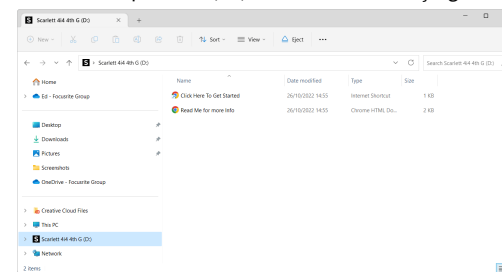 Scarlett 4i4 4th G (D:)
New
Sort
View
Eject
Scarlett 4i4 4th G (D:)
Search Scarlett 4i4 4th G (D:)
Home
Ed - Focusrite Group
Desktop
Downloads
Pictures
Screenshots
OneDrive - Focusrite Group
Creative Cloud Files
This PC
Scarlett 4i4 4th G (D:)
Network
Name Date modified Type Size
Click Here To Get Started 26/10/2022 14:55 Internet Shortcut 1 KB
Read Me for more Info 26/10/2022 14:55 Chrome HTML Do... 2 KB
2 items